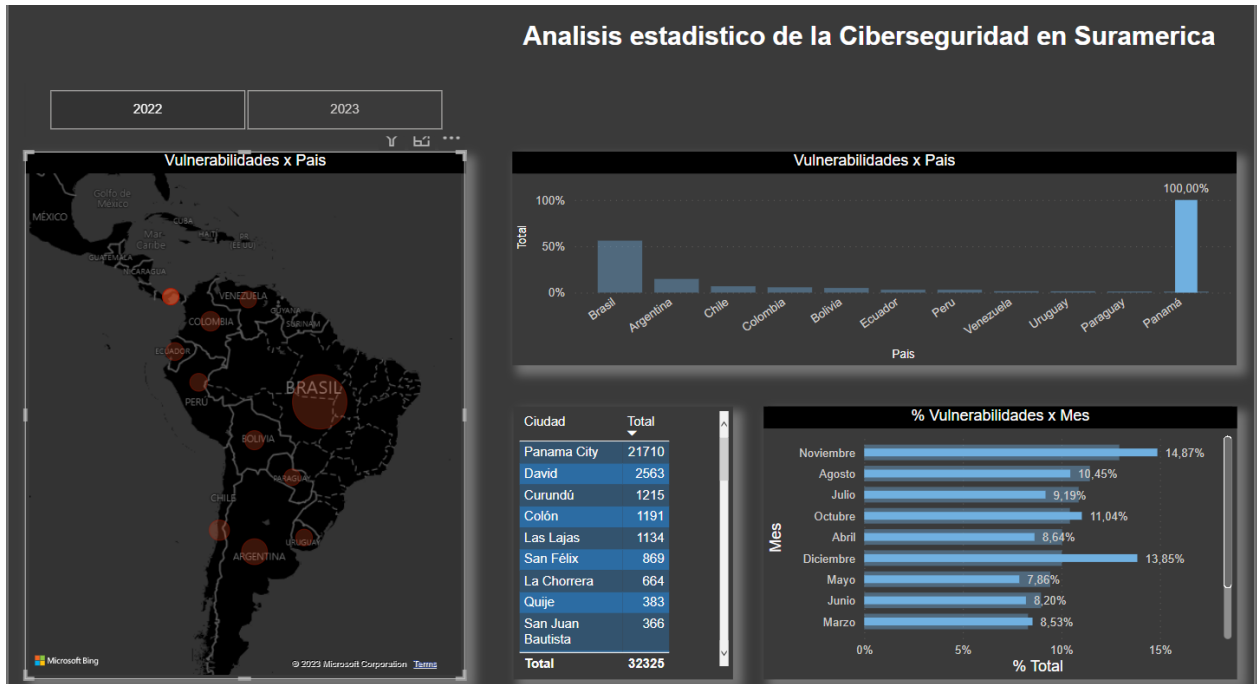 Analisis estadistico de la Ciberseguridad en Suramerica
2022
2023
Vulnerabilidades x Pais
Golfo de
México
MÉXICO
CUBA
Mar
Caribe
HAITÍ
PR
EE.UU.
GUATEMALA
NICARAGUA
VENEZUELA
GUYANA
SURINAM
COLOMBIA
ECUADOR
PERÚ
BRASIL
BOLIVIA
PARAGUAY
CHILE
URUGUAY
ARGENTINA
Microsoft Bing
© 2023 Microsoft Corporation Terms
Vulnerabilidades x Pais
100,00%
100%
50%
0%
Total
Brasil
Argentina
Chile
Colombia
Bolivia
Ecuador
Peru
Venezuela
Uruguay
Paraguay
Panamá
Pais
Ciudad Total
Panama City 21710
David 2563
Curundú 1215
Colón 1191
Las Lajas 1134
San Félix 869
La Chorrera 664
Quije 383
San Juan 366
Bautista
Total 32325
% Vulnerabilidades x Mes
Mes
Noviembre 14,87%
Agosto 10,45%
Julio 9,19%
Octubre 11,04%
Abril 8,64%
Diciembre 13,85%
Mayo 7,86%
Junio 8,20%
Marzo 8,53%
0% 5% 10% 15%
% Total